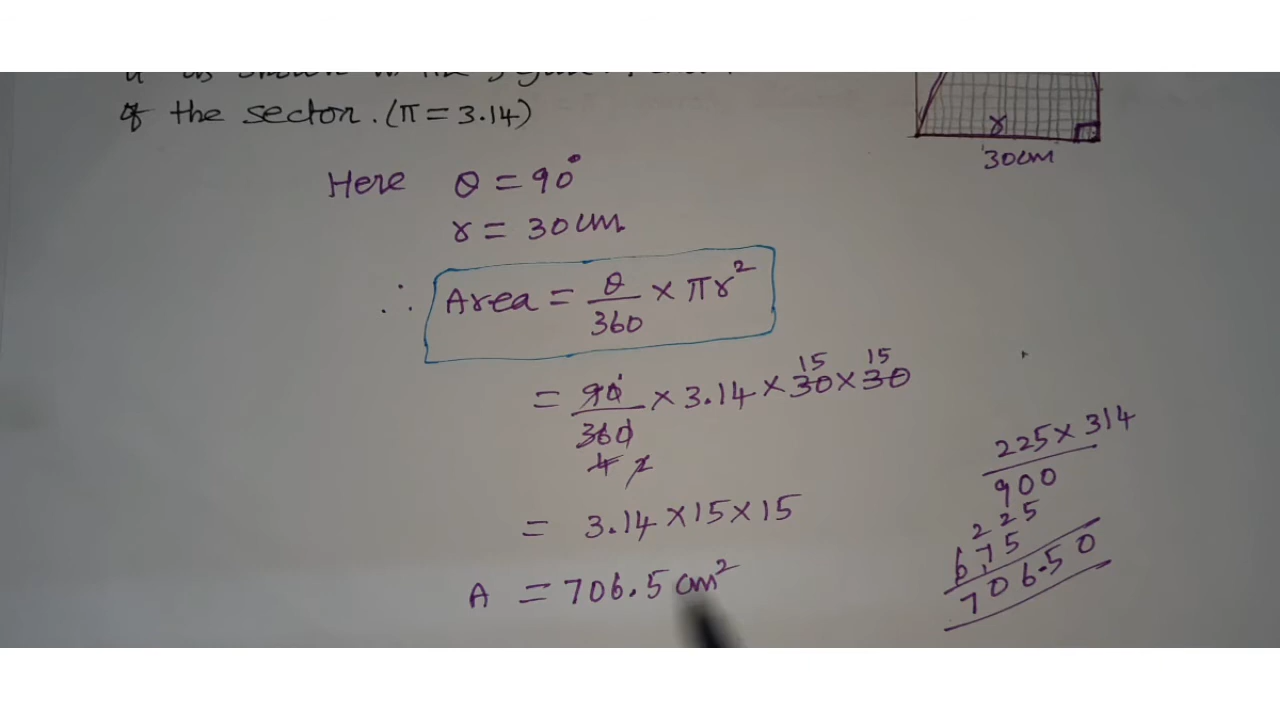 of the sector. (π = 3.14)
r
30cm
Here θ = 90°
r = 30cm
∴ Area = θ/360 × πr²
= 90/360 × 3.14 × 30 × 30
15 15
4 2
= 3.14 × 15 × 15
A = 706.5 cm²
225 × 314
900
225
675
706.50